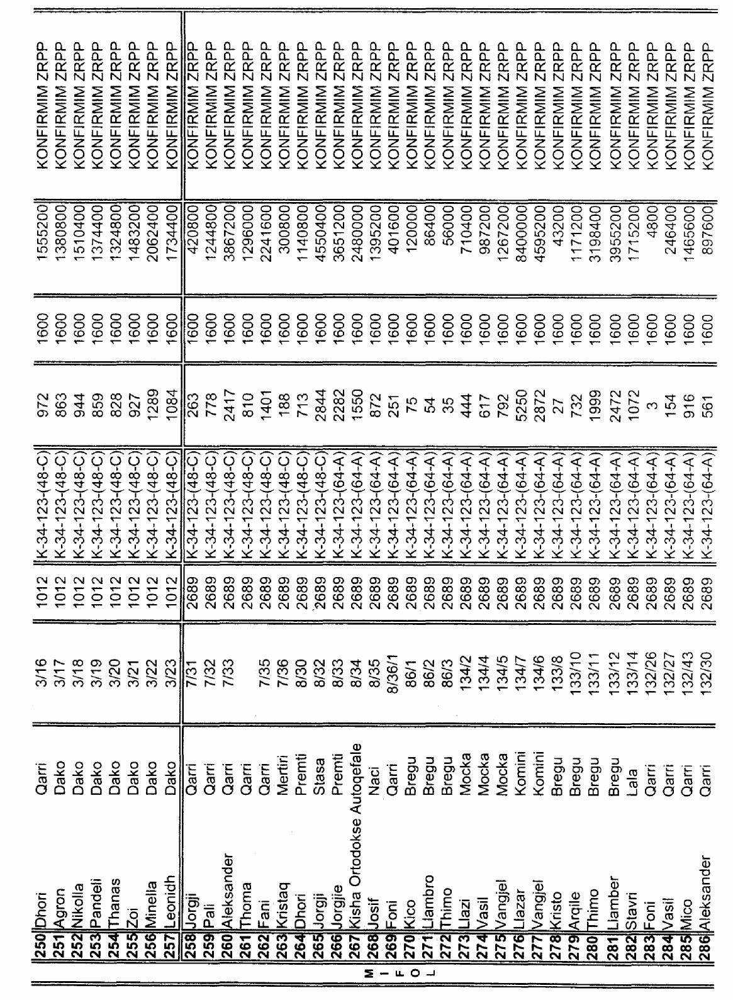 MIFOL
250 Dhori Qarri 3/16 1012 K-34-123-(48-C) 972 1600 1555200 KONFIRMIM ZRPP
251 Agron Dako 3/17 1012 K-34-123-(48-C) 863 1600 1380800 KONFIRMIM ZRPP
252 Nikolla Dako 3/18 1012 K-34-123-(48-C) 944 1600 1510400 KONFIRMIM ZRPP
253 Pandeli Dako 3/19 1012 K-34-123-(48-C) 859 1600 1374400 KONFIRMIM ZRPP
254 Thanas Dako 3/20 1012 K-34-123-(48-C) 828 1600 1324800 KONFIRMIM ZRPP
255 Zoi Dako 3/21 1012 K-34-123-(48-C) 927 1600 1483200 KONFIRMIM ZRPP
256 Minella Dako 3/22 1012 K-34-123-(48-C) 1289 1600 2062400 KONFIRMIM ZRPP
257 Leonidh Dako 3/23 1012 K-34-123-(48-C) 1084 1600 1734400 KONFIRMIM ZRPP
258 Jorgji Qarri 7/31 2689 K-34-123-(48-C) 263 1600 420800 KONFIRMIM ZRPP
259 Pali Qarri 7/32 2689 K-34-123-(48-C) 778 1600 1244800 KONFIRMIM ZRPP
260 Aleksander Qarri 7/33 2689 K-34-123-(48-C) 2417 1600 3867200 KONFIRMIM ZRPP
261 Thoma Qarri 2689 K-34-123-(48-C) 810 1600 1296000 KONFIRMIM ZRPP
262 Fani Qarri 7/35 2689 K-34-123-(48-C) 1401 1600 2241600 KONFIRMIM ZRPP
263 Kristaq Mertiri 7/36 2689 K-34-123-(48-C) 188 1600 300800 KONFIRMIM ZRPP
264 Dhori Premti 8/30 2689 K-34-123-(48-C) 713 1600 1140800 KONFIRMIM ZRPP
265 Jorgji Stasa 8/32 2689 K-34-123-(48-C) 2844 1600 4550400 KONFIRMIM ZRPP
266 Jorgjie Premti 8/33 2689 K-34-123-(64-A) 2282 1600 3651200 KONFIRMIM ZRPP
267 Kisha Ortodokse Autoqefale 8/34 2689 K-34-123-(64-A) 1550 1600 2480000 KONFIRMIM ZRPP
268 Josif Naci 8/35 2689 K-34-123-(64-A) 872 1600 1395200 KONFIRMIM ZRPP
269 Foni Qarri 8/36/1 2689 K-34-123-(64-A) 251 1600 401600 KONFIRMIM ZRPP
270 Kico Bregu 86/1 2689 K-34-123-(64-A) 75 1600 120000 KONFIRMIM ZRPP
271 Llambro Bregu 86/2 2689 K-34-123-(64-A) 54 1600 86400 KONFIRMIM ZRPP
272 Thimo Bregu 86/3 2689 K-34-123-(64-A) 35 1600 56000 KONFIRMIM ZRPP
273 Llazi Mocka 134/2 2689 K-34-123-(64-A) 444 1600 710400 KONFIRMIM ZRPP
274 Vasil Mocka 134/4 2689 K-34-123-(64-A) 617 1600 987200 KONFIRMIM ZRPP
275 Vangjel Mocka 134/5 2689 K-34-123-(64-A) 792 1600 1267200 KONFIRMIM ZRPP
276 Llazar Komini 134/7 2689 K-34-123-(64-A) 5250 1600 8400000 KONFIRMIM ZRPP
277 Vangjel Komini 134/6 2689 K-34-123-(64-A) 2872 1600 4595200 KONFIRMIM ZRPP
278 Kristo Bregu 133/8 2689 K-34-123-(64-A) 27 1600 43200 KONFIRMIM ZRPP
279 Arqile Bregu 133/10 2689 K-34-123-(64-A) 732 1600 1171200 KONFIRMIM ZRPP
280 Thimo Bregu 133/11 2689 K-34-123-(64-A) 1999 1600 3198400 KONFIRMIM ZRPP
281 Llamber Bregu 133/12 2689 K-34-123-(64-A) 2472 1600 3955200 KONFIRMIM ZRPP
282 Stavri Lala 133/14 2689 K-34-123-(64-A) 1072 1600 1715200 KONFIRMIM ZRPP
283 Foni Qarri 132/26 2689 K-34-123-(64-A) 3 1600 4800 KONFIRMIM ZRPP
284 Vasil Qarri 132/27 2689 K-34-123-(64-A) 154 1600 246400 KONFIRMIM ZRPP
285 Mico Qarri 132/43 2689 K-34-123-(64-A) 916 1600 1465600 KONFIRMIM ZRPP
286 Aleksander Qarri 132/30 2689 K-34-123-(64-A) 561 1600 897600 KONFIRMIM ZRPP